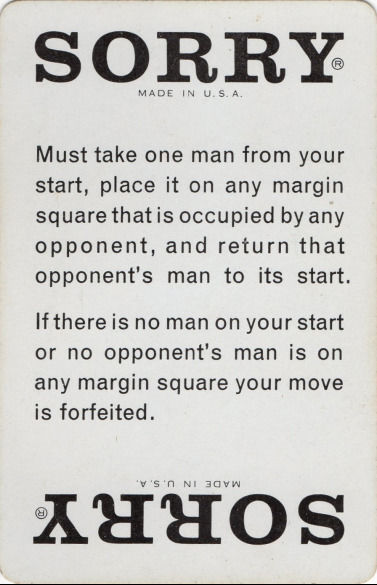 SORRY®
MADE IN U.S.A.
Must take one man from your
start, place it on any margin
square that is occupied by any
opponent, and return that
opponent's man to its start.
If there is no man on your start
or no opponent's man is on
any margin square your move
is forfeited.
MADE IN U.S.A.
SORRY®